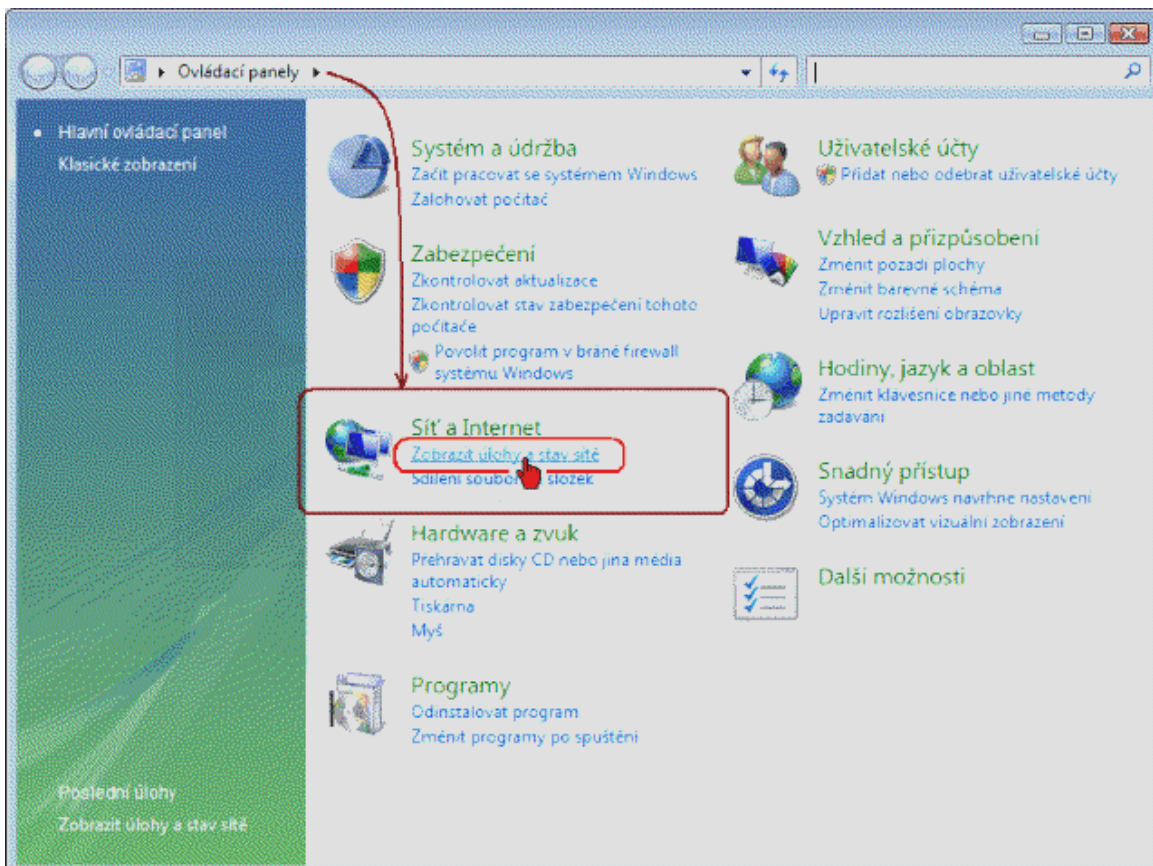 Ovládací panely
Hlavní ovládací panel
Klasické zobrazení
Systém a údržba
Začít pracovat se systémem Windows
Zálohovat počítač
Zabezpečení
Zkontrolovat aktualizace
Zkontrolovat stav zabezpečení tohoto
počítače
Povolit program v bráně firewall
systému Windows
Síť a Internet
Zobrazit úlohy a stav sítě
Sdílení souborů složek
Hardware a zvuk
Přehrávat disky CD nebo jiná média
automaticky
Tiskárna
Myš
Programy
Odinstalovat program
Změnit programy po spuštění
Uživatelské účty
Přidat nebo odebrat uživatelské účty
Vzhled a přizpůsobení
Změnit pozadí plochy
Změnit barevné schéma
Upravit rozlišení obrazovky
Hodiny, jazyk a oblast
Změnit klávesnice nebo jiné metody
zadávání
Snadný přístup
Systém Windows navrhne nastavení
Optimalizovat vizuální zobrazení
Další možnosti
Poslední úlohy
Zobrazit úlohy a stav sítě